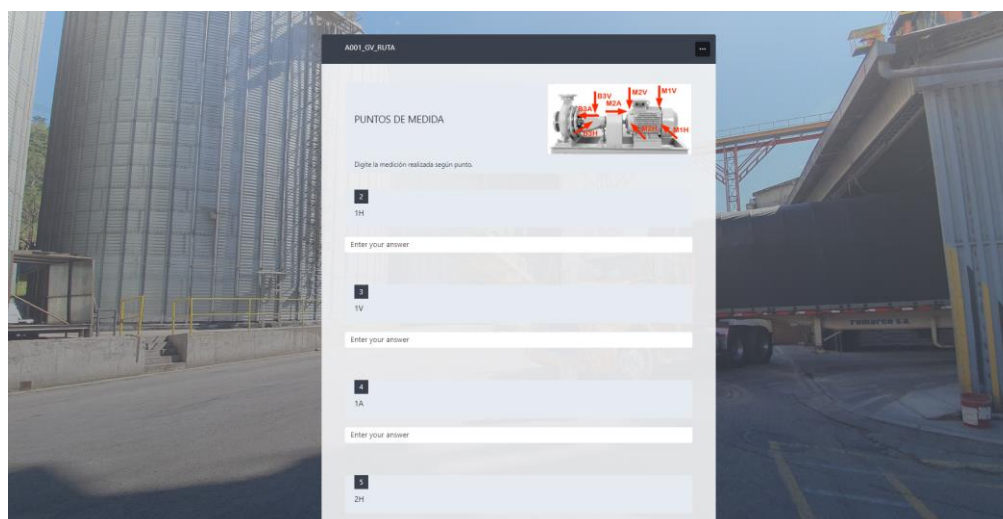 A001_GV_RUTA
...
PUNTOS DE MEDIDA
B3V
M2V
M1V
M2A
B3A
M2H
M1H
Digite la medición realizada según punto.
2
1H
Enter your answer
3
1V
Enter your answer
4
1A
Enter your answer
5
2H